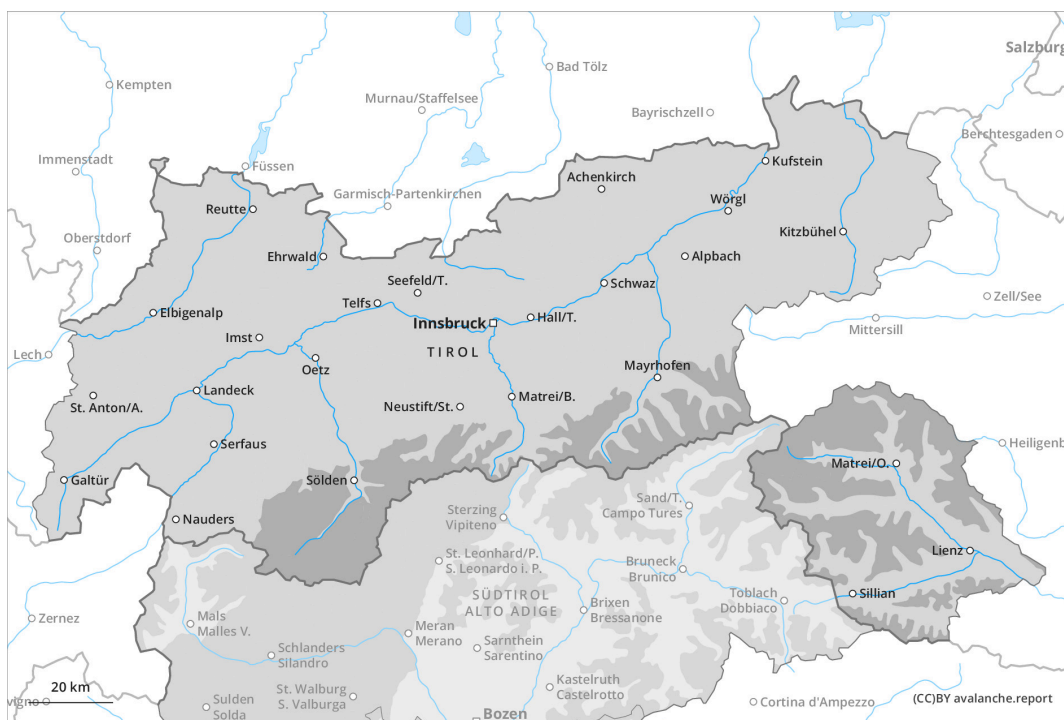 Salzburg
Kempten
Bad Tölz
Murnau/Staffelsee
Bayrischzell
Berchtesgaden
Immenstadt
Füssen
Kufstein
Garmisch-Partenkirchen
Achenkirch
Reutte
Wörgl
Oberstdorf
Kitzbühel
Ehrwald
Alpbach
Seefeld/T.
Schwaz
Zell/See
Telfs
Elbigenalp
Hall/T.
Innsbruck
Mittersill
Imst
TIROL
Lech
Oetz
Mayrhofen
Landeck
St. Anton/A.
Neustift/St.
Matrei/B.
Serfaus
Heiligenb
Matrei/O.
Galtür
Sölden
Sand/T.
Campo Tures
Sterzing
Vipiteno
Nauders
St. Leonhard/P.
S. Leonardo i. P.
Lienz
Bruneck
Brunico
SÜDTIROL
ALTO ADIGE
Toblach
Dobbiaco
Sillian
Brixen
Bressanone
Zernez
Mals
Malles V.
Meran
Merano
Sarnthein
Sarentino
Schlanders
Silandro
20 km
Kastelruth
Castelrotto
St. Walburg
S. Valburga
vigno
Sulden
Solda
Cortina d'Ampezzo
(CC)BY avalanche.report
Bozen